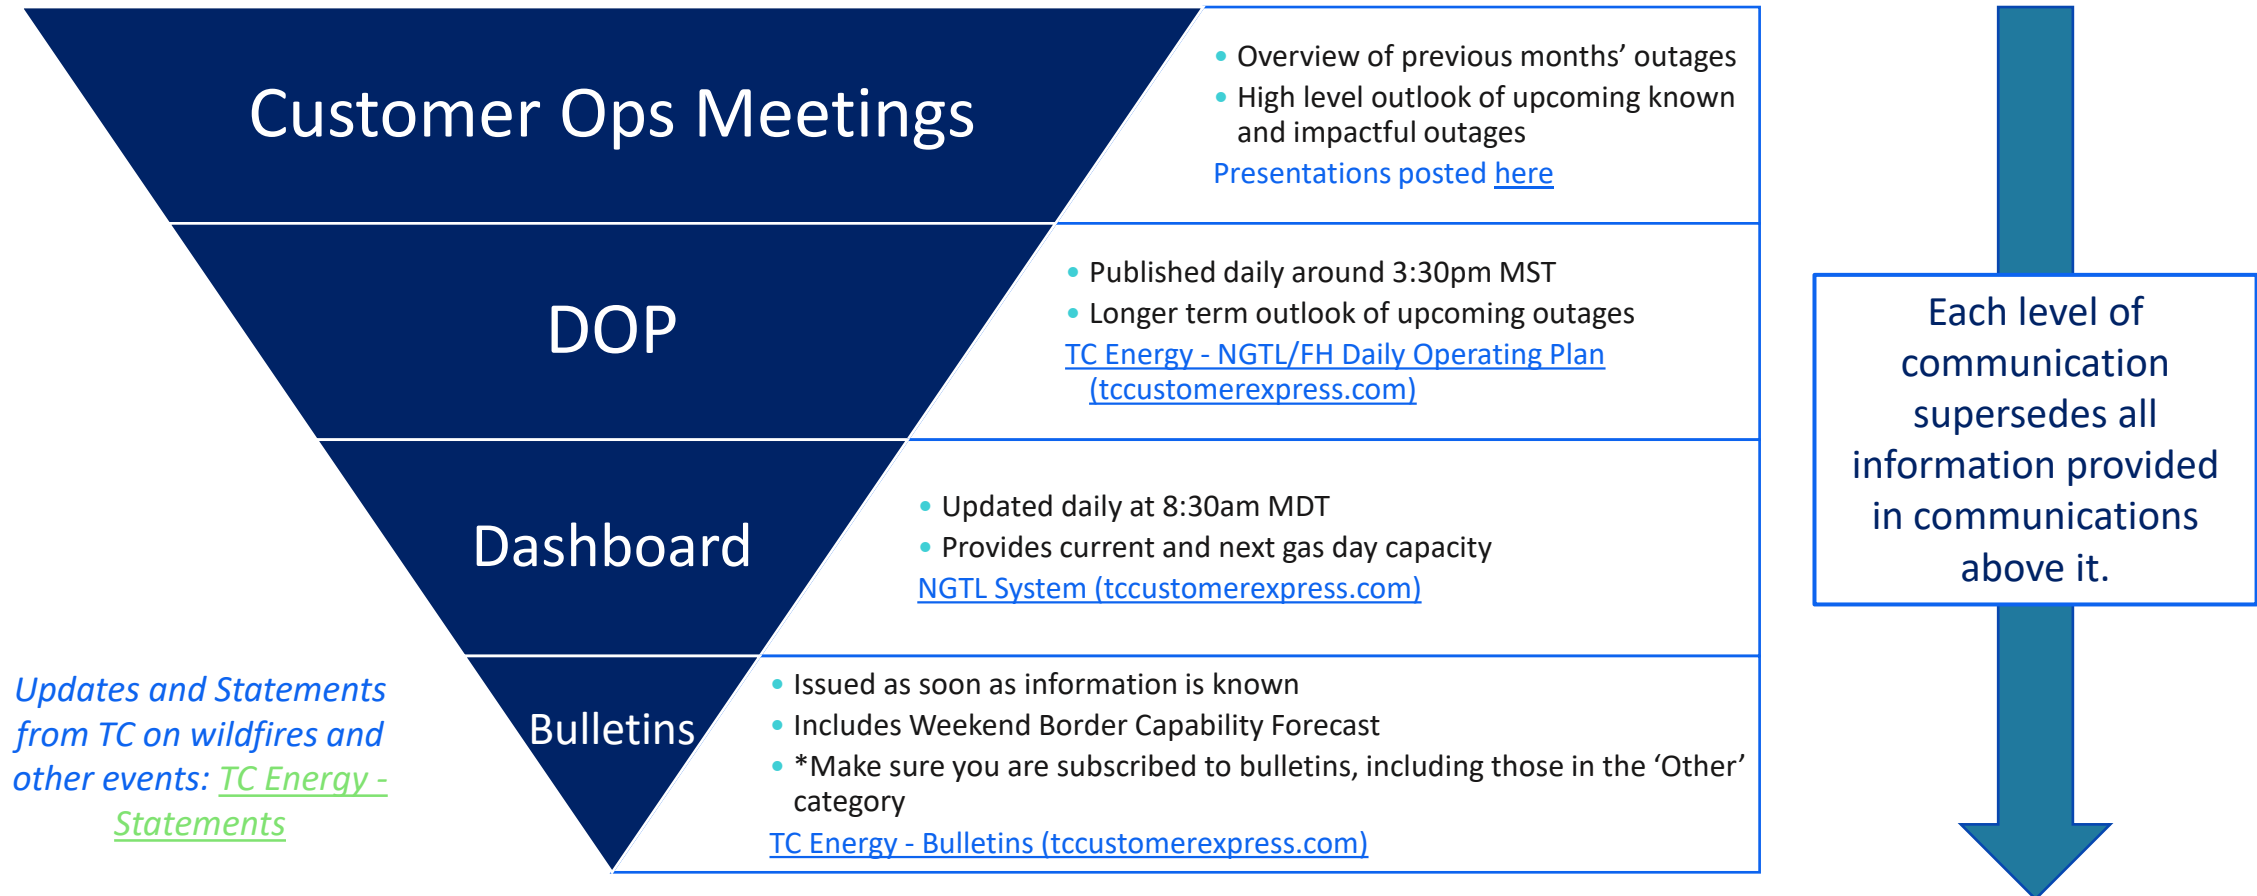 Customer Ops Meetings
• Overview of previous months’ outages
• High level outlook of upcoming known
and impactful outages
Presentations posted here
DOP
• Published daily around 3:30pm MST
• Longer term outlook of upcoming outages
TC Energy - NGTL/FH Daily Operating Plan
(tccustomerexpress.com)
Dashboard
• Updated daily at 8:30am MDT
• Provides current and next gas day capacity
NGTL System (tccustomerexpress.com)
Bulletins
• Issued as soon as information is known
• Includes Weekend Border Capability Forecast
• *Make sure you are subscribed to bulletins, including those in the ‘Other’
category
TC Energy - Bulletins (tccustomerexpress.com)
Updates and Statements
from TC on wildfires and
other events: TC Energy -
Statements
Each level of
communication
supersedes all
information provided
in communications
above it.